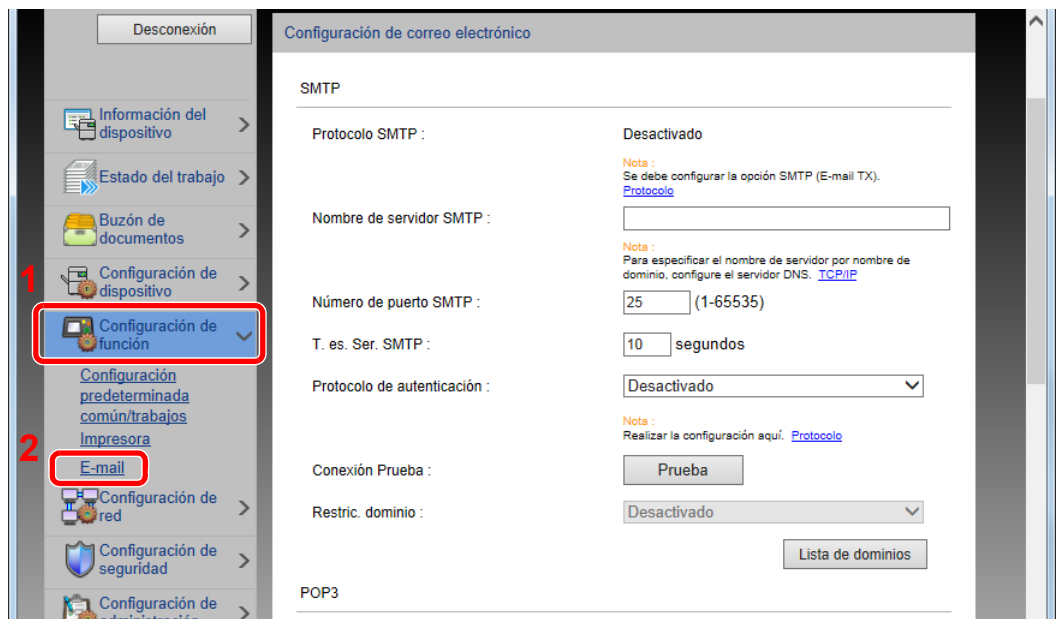 Desconexión
Información del
dispositivo
Estado del trabajo
Buzón de
documentos
1
Configuración de
dispositivo
Configuración de
función
Configuración
predeterminada
común/trabajos
Impresora
2
E-mail
Configuración de
red
Configuración de
seguridad
Configuración de
administración
Configuración de correo electrónico
SMTP
Protocolo SMTP : Desactivado
Nota :
Se debe configurar la opción SMTP (E-mail TX).
Protocolo
Nombre de servidor SMTP :
Nota :
Para especificar el nombre de servidor por nombre de
dominio, configure el servidor DNS. TCP/IP
Número de puerto SMTP : 25 (1-65535)
T. es. Ser. SMTP : 10 segundos
Protocolo de autenticación : Desactivado
Nota :
Realizar la configuración aquí. Protocolo
Conexión Prueba : Prueba
Restric. dominio : Desactivado
Lista de dominios
POP3